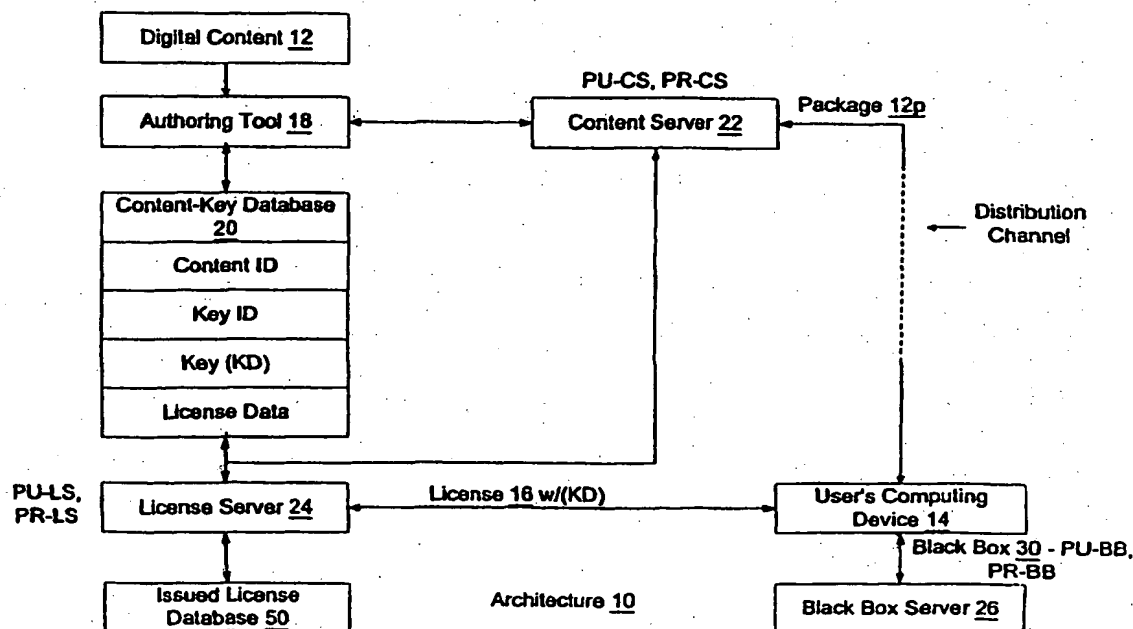 Digital Content 12
PU-CS, PR-CS
Authoring Tool 18
Content Server 22
Package 12p
Content-Key Database
20
Distribution
Channel
Content ID
Key ID
Key (KD)
License Data
PU-LS,
PR-LS
License Server 24
License 16 w/(KD)
User's Computing
Device 14
Black Box 30 - PU-BB,
PR-BB
Issued License
Database 50
Architecture 10
Black Box Server 26